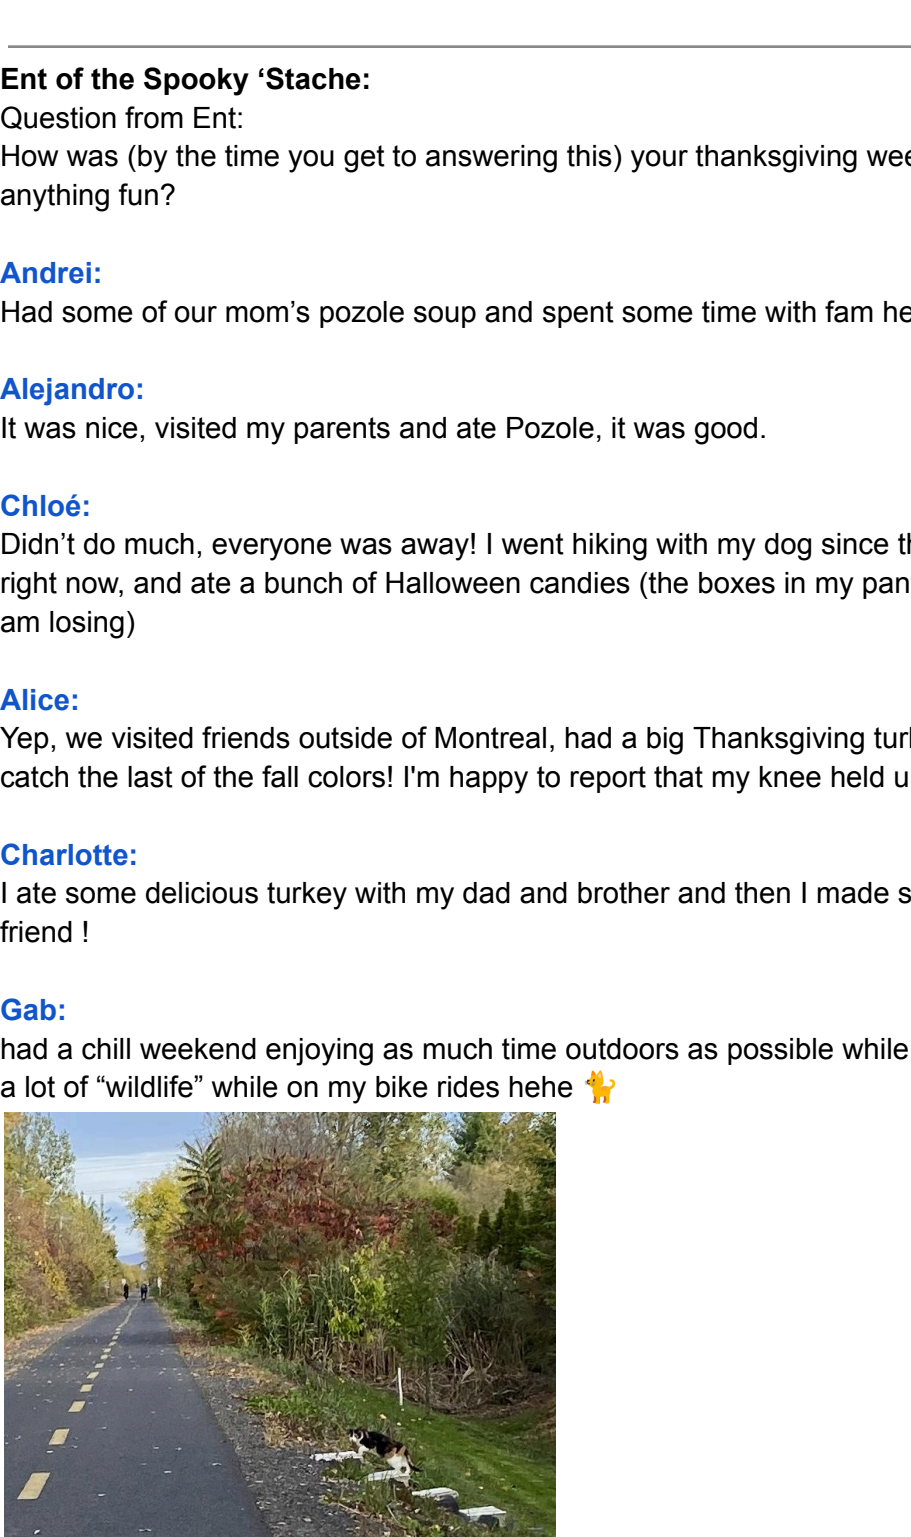 Ent of the Spooky ‘Stache:
Question from Ent:
How was (by the time you get to answering this) your thanksgiving
anything fun?
Andrei:
Had some of our mom’s pozole soup and spent some time with fam
Alejandro:
It was nice, visited my parents and ate Pozole, it was good.
Chloé:
Didn’t do much, everyone was away! I went hiking with my dog since
right now, and ate a bunch of Halloween candies (the boxes in my
am losing)
Alice:
Yep, we visited friends outside of Montreal, had a big Thanksgiving
catch the last of the fall colors! I'm happy to report that my knee held
Charlotte:
I ate some delicious turkey with my dad and brother and then I made
friend !
Gab:
had a chill weekend enjoying as much time outdoors as possible while
a lot of “wildlife” while on my bike rides hehe 🐈